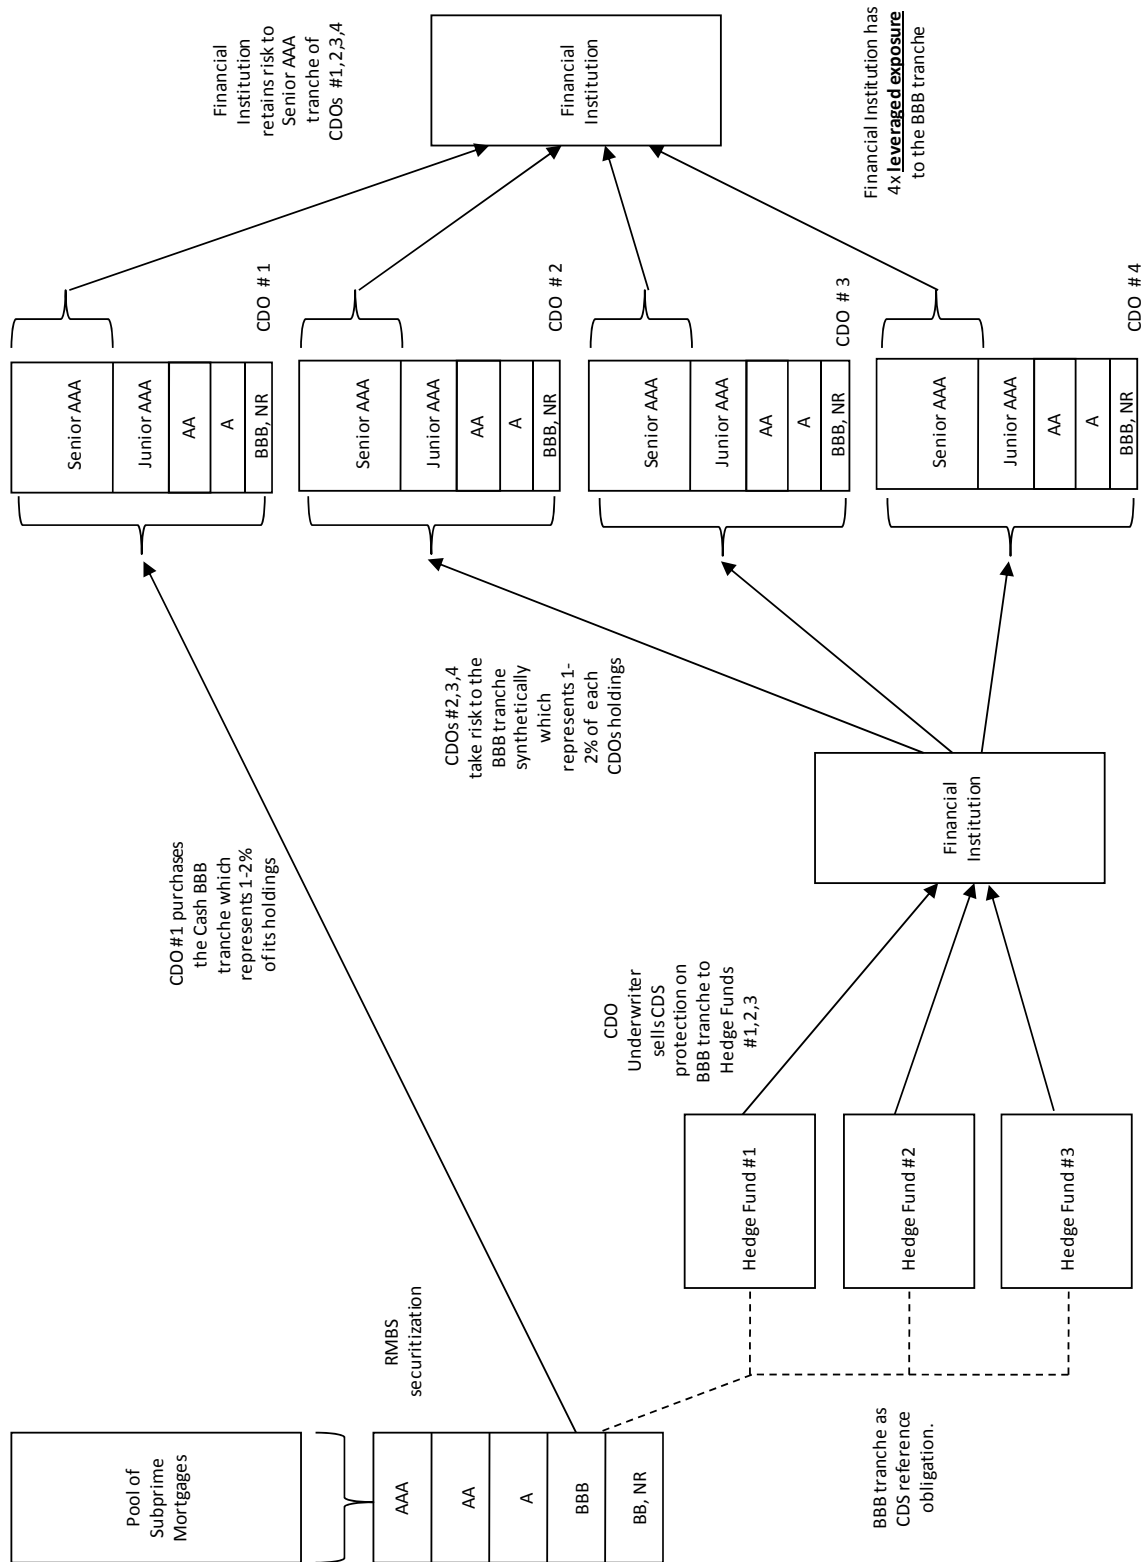 Pool of
Subprime
Mortgages
RMBS
securitization
AAA
AA
A
BBB
BB, NR
BBB tranche as
CDS reference
obligation.
CDO #1 purchases
the Cash BBB
tranche which
represents 1-2%
of its holdings
Hedge Fund #1
Hedge Fund #2
Hedge Fund #3
CDO
Underwriter
sells CDS
protection on
BBB tranche to
Hedge Funds
#1,2,3
Financial
Institution
CDOs #2,3,4
take risk to the
BBB tranche
synthetically
which
represents 1-
2% of each
CDOs holdings
Senior AAA
Junior AAA
AA
A
BBB, NR
CDO # 1
Senior AAA
Junior AAA
AA
A
BBB, NR
CDO # 2
Senior AAA
Junior AAA
AA
A
BBB, NR
CDO # 3
Senior AAA
Junior AAA
AA
A
BBB, NR
CDO # 4
Financial
Institution
retains risk to
Senior AAA
tranche of
CDOs #1,2,3,4
Financial
Institution
Financial Institution has
4x leveraged exposure
to the BBB tranche